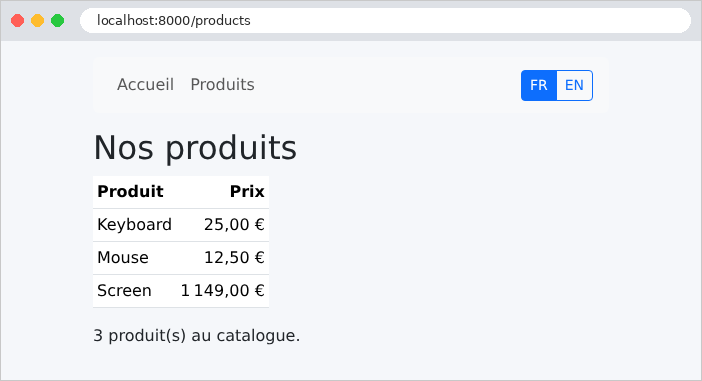 localhost:8000/products
Accueil Produits FR EN
Nos produits
Produit Prix
Keyboard 25,00 €
Mouse 12,50 €
Screen 1 149,00 €
3 produit(s) au catalogue.